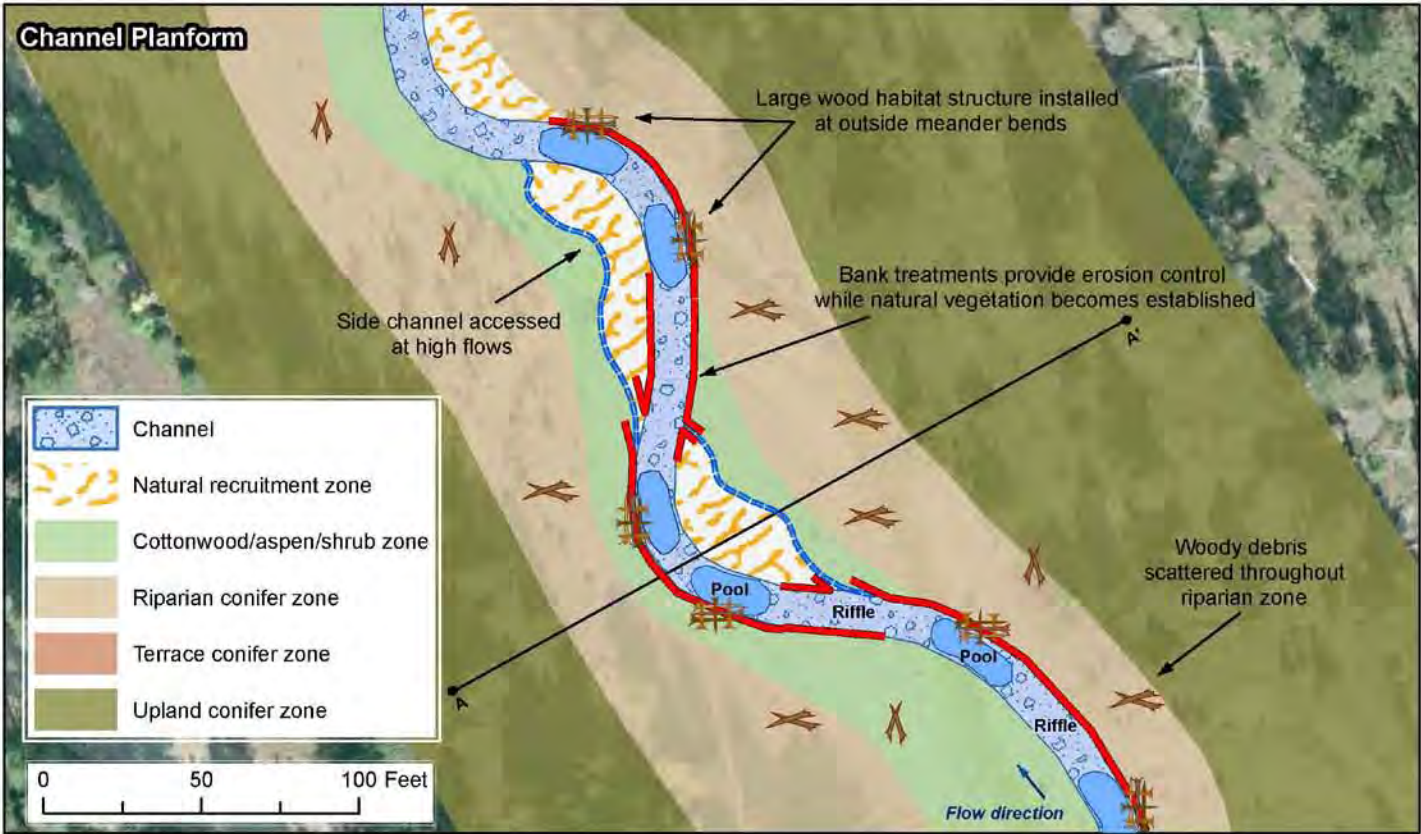 Channel Planform
Large wood habitat structure installed
at outside meander bends
Bank treatments provide erosion control
while natural vegetation becomes established
Side channel accessed
at high flows
A'
Channel
Natural recruitment zone
Cottonwood/aspen/shrub zone
Riparian conifer zone
Terrace conifer zone
Upland conifer zone
Woody debris
scattered throughout
riparian zone
Pool
Riffle
Pool
A
Riffle
0 50 100 Feet
Flow direction